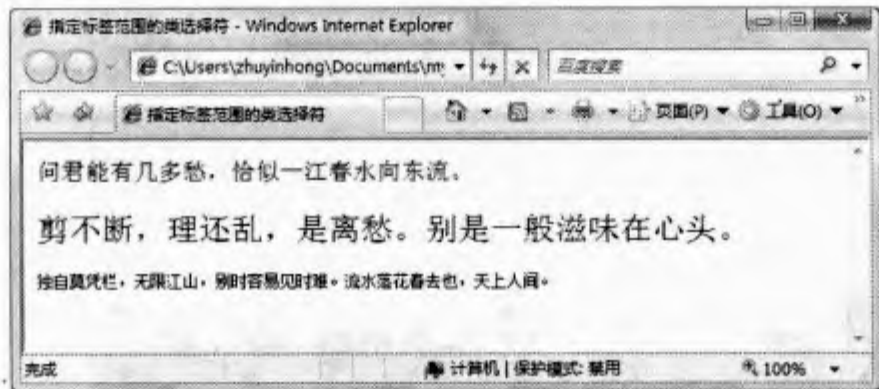 指定标签范围的类选择符 - Windows Internet Explorer
C:\Users\zhuyinhong\Documents\my 百度搜索
指定标签范围的类选择符 页面(P) 工具(O) »
问君能有几多愁，恰似一江春水向东流。
剪不断，理还乱，是离愁。别是一般滋味在心头。
独自莫凭栏，无限江山，别时容易见时难。流水落花春去也，天上人间。
完成 计算机 | 保护模式: 禁用 100%